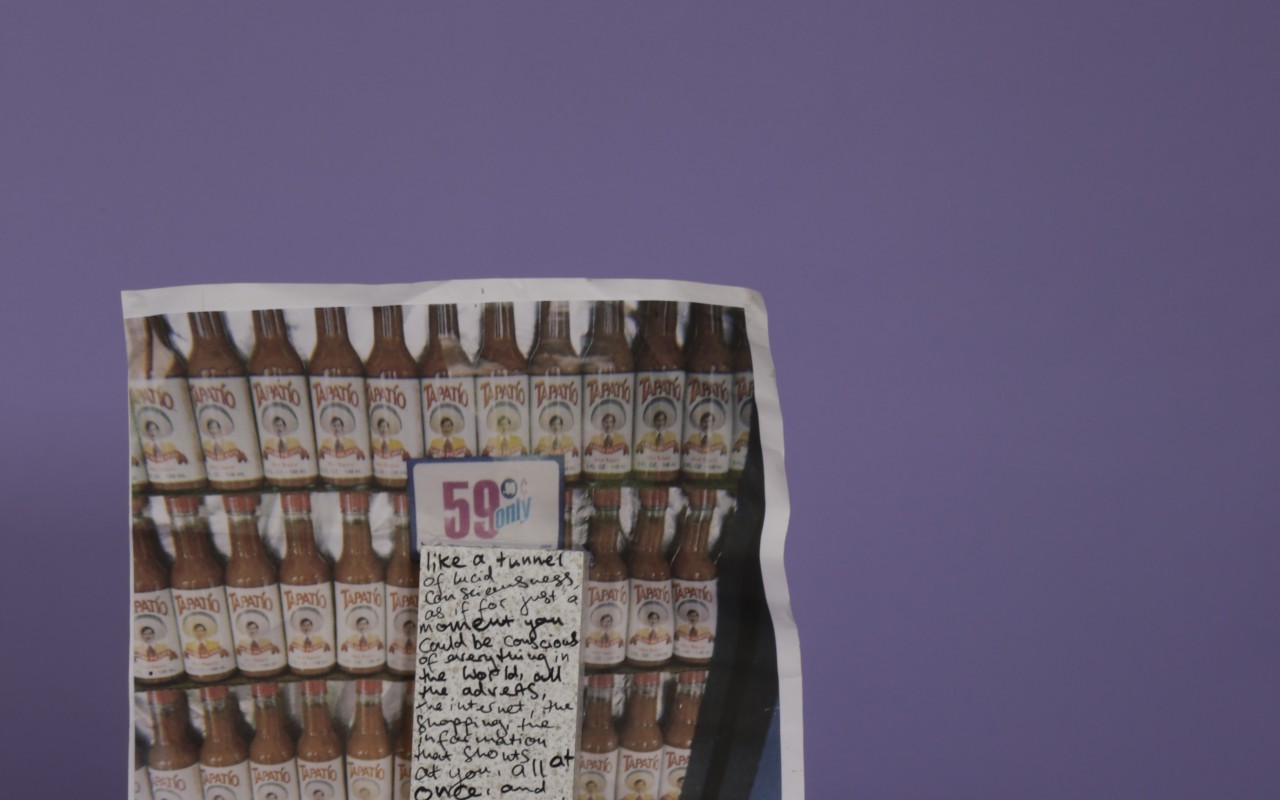 TAPATÍO TAPATÍO TAPATÍO TAPATÍO TAPATÍO TAPATÍO TAPATÍO TAPATÍO TAPATÍO TAPATÍO
59 ¢
only
TAPATÍO TAPATÍO TAPATÍO TAPATÍO TAPATÍO TAPATÍO TAPATÍO TAPATÍO
like a tunnel
of lucid
consciousness,
as if for just a
moment you
could be conscious
of everything in
the world, all
the adverts,
the internet, the
shopping, the
information
that shouts at
at you, all
once, and
TAPATÍO TAPATÍO TAPATÍO TAPATÍO TAPATÍO TAPATÍO